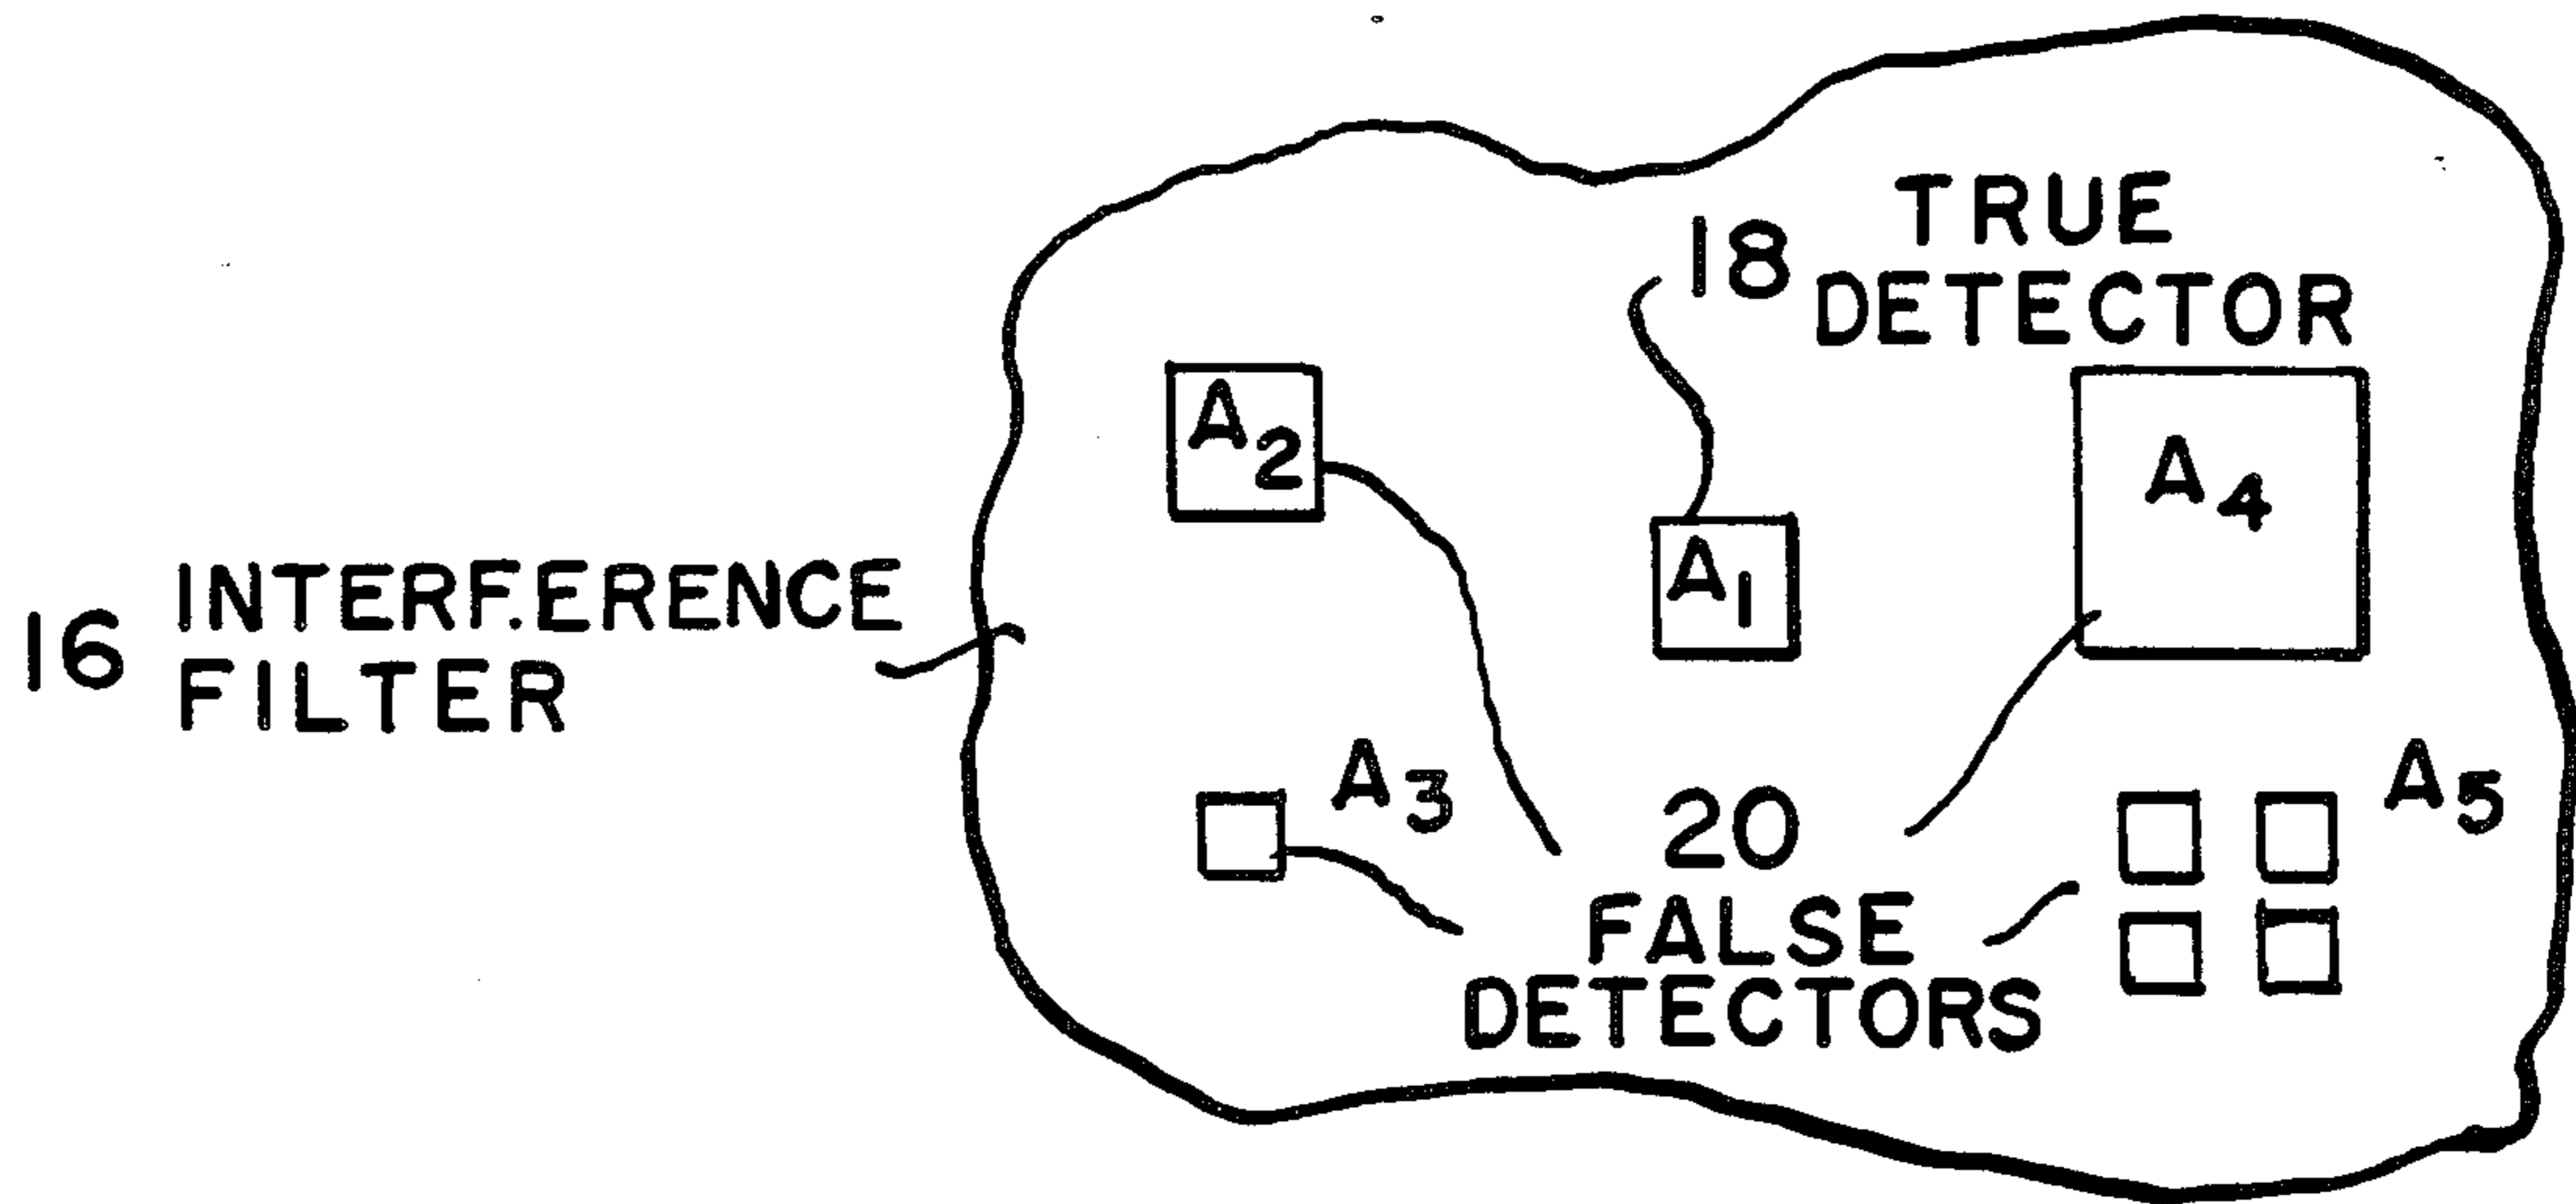 16 INTERF.ERENCE
FILTER
18 TRUE
DETECTOR
A2
A1
A4
A3
A5
20
FALSE
DETECTORS